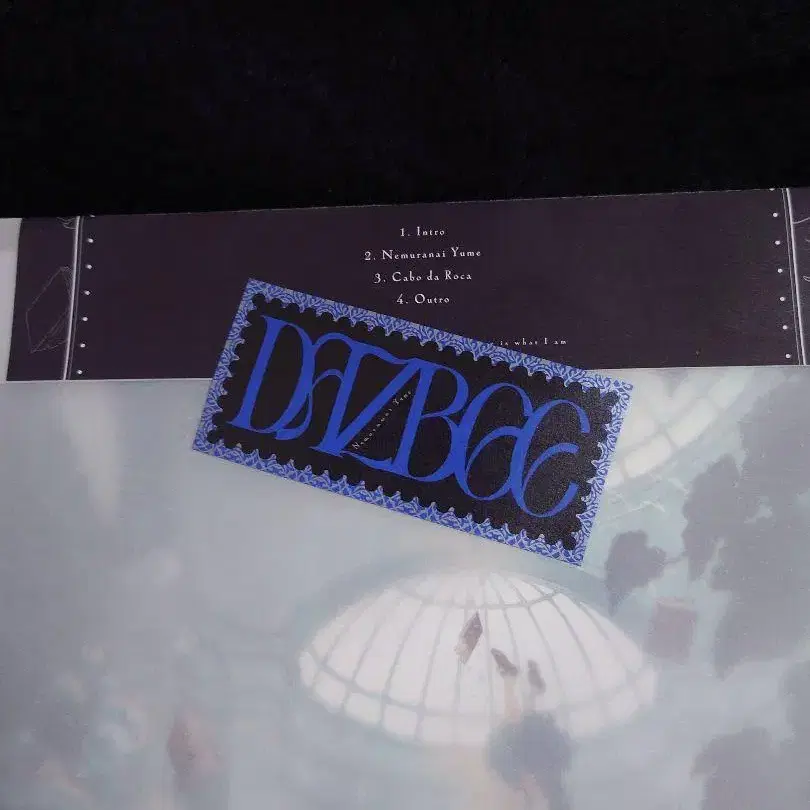 1. Intro
2. Nemuranai Yume
3. Cabo da Roca
4. Outro
is what I am
DAZBEE
Nemuranai Yume